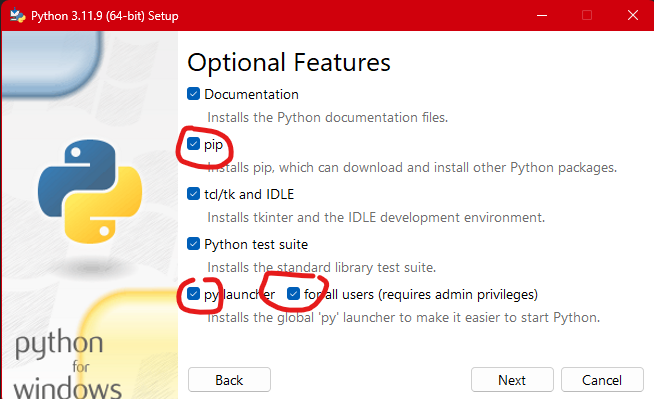 Python 3.11.9 (64-bit) Setup
Optional Features
Documentation
Installs the Python documentation files.
pip
Installs pip, which can download and install other Python packages.
tcl/tk and IDLE
Installs tkinter and the IDLE development environment.
Python test suite
Installs the standard library test suite.
py launcher for all users (requires admin privileges)
Installs the global 'py' launcher to make it easier to start Python.
python
for
windows
Back Next Cancel